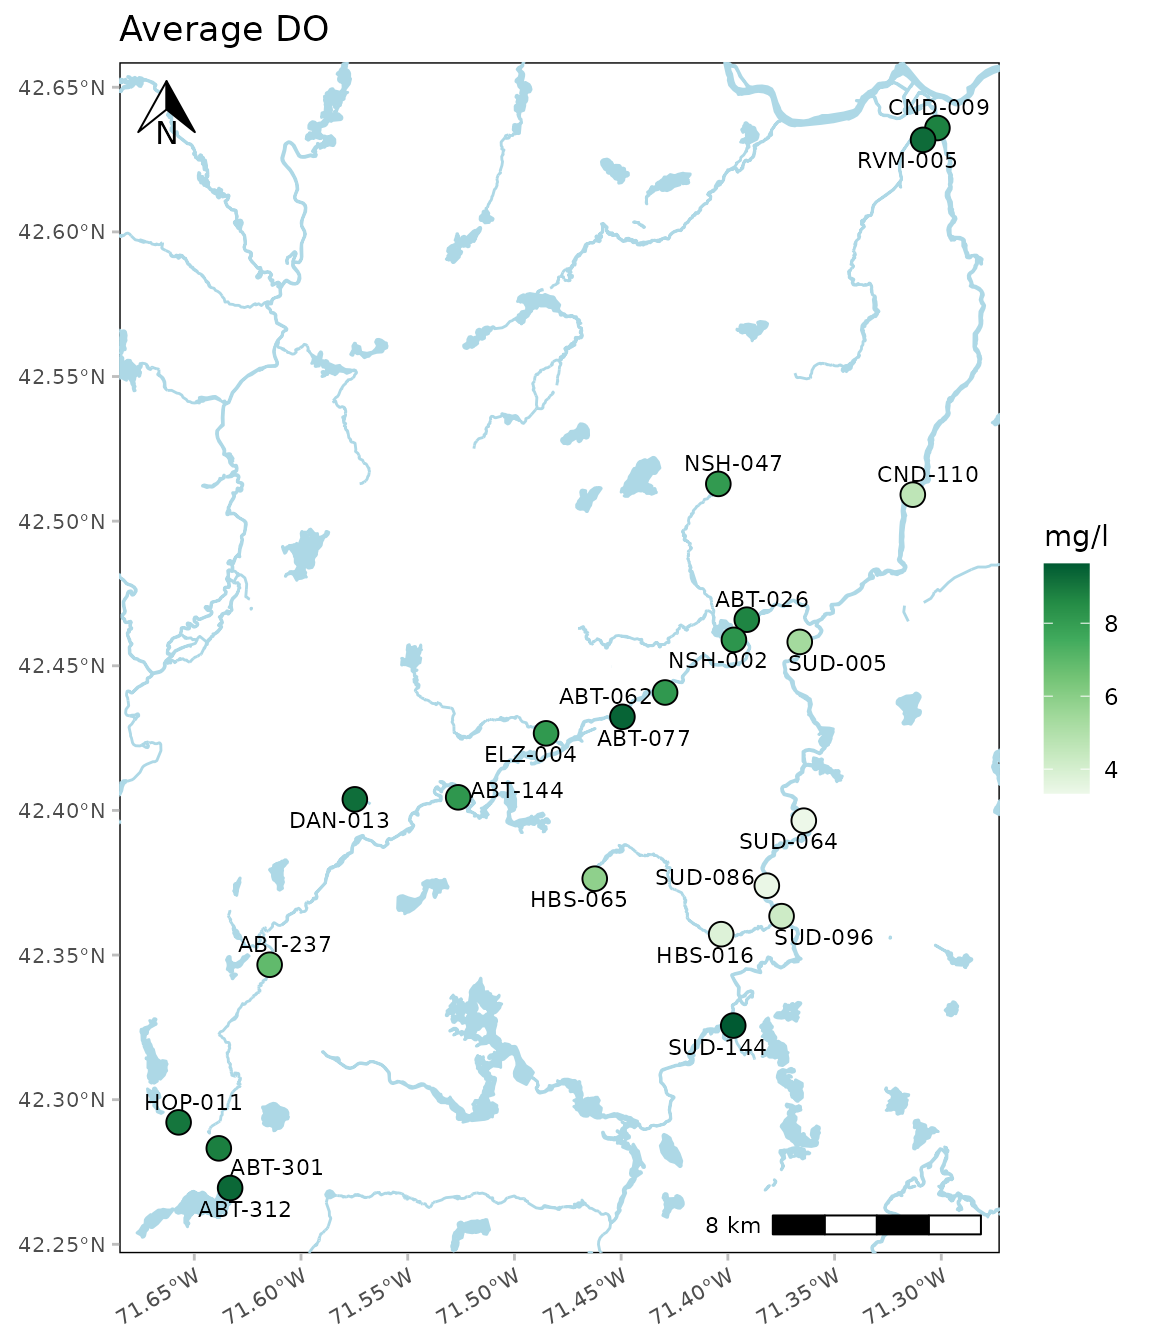 Average DO
42.65°N
42.60°N
42.55°N
42.50°N
42.45°N
42.40°N
42.35°N
42.30°N
42.25°N
N
CND-009
RVM-005
NSH-047
CND-110
ABT-026
NSH-002
SUD-005
ABT-062
ABT-077
ELZ-004
ABT-144
DAN-013
SUD-064
SUD-086
HBS-065
SUD-096
ABT-237
HBS-016
SUD-144
HOP-011
ABT-301
ABT-312
8 km
71.65°W
71.60°W
71.55°W
71.50°W
71.45°W
71.40°W
71.35°W
71.30°W
mg/l
8
6
4